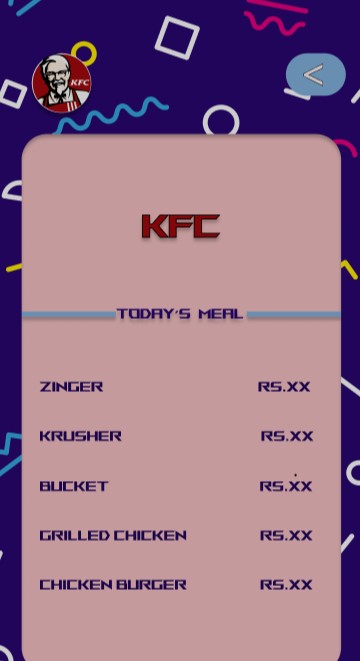 KFC
<
KFC
TODAY'S MEAL
ZINGER RS.XX
KRUSHER RS.XX
BUCKET RS.XX
GRILLED CHICKEN RS.XX
CHICKEN BURGER RS.XX